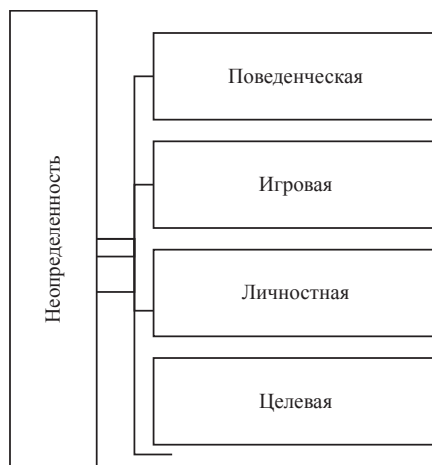 Неопределенность
Поведенческая
Игровая
Личностная
Целевая